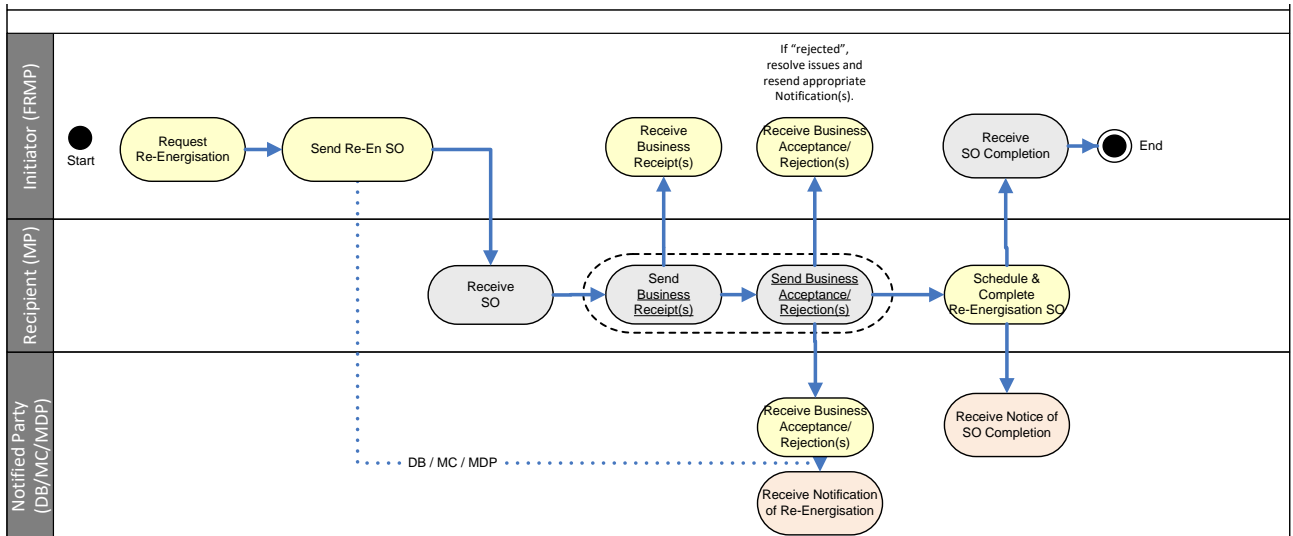 Initiator (FRMP)
Start
Request
Re-Energisation
Send Re-En SO
Receive
Business
Receipt(s)
If “rejected”,
resolve issues and
resend appropriate
Notification(s).
Receive Business
Acceptance/
Rejection(s)
Receive
SO Completion
End
Recipient (MP)
Receive
SO
Send
Business
Receipt(s)
Send Business
Acceptance/
Rejection(s)
Schedule &
Complete
Re-Energisation SO
Notified Party
(DB/MC/MDP)
DB / MC / MDP
Receive Business
Acceptance/
Rejection(s)
Receive Notification
of Re-Energisation
Receive Notice of
SO Completion